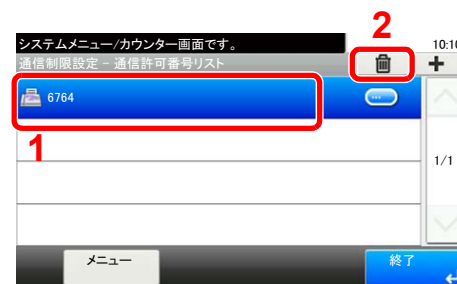 2
システムメニュー/カウンター画面です。
10:10
通信制限設定 - 通信許可番号リスト
6764
1
1/1
メニュー
終了